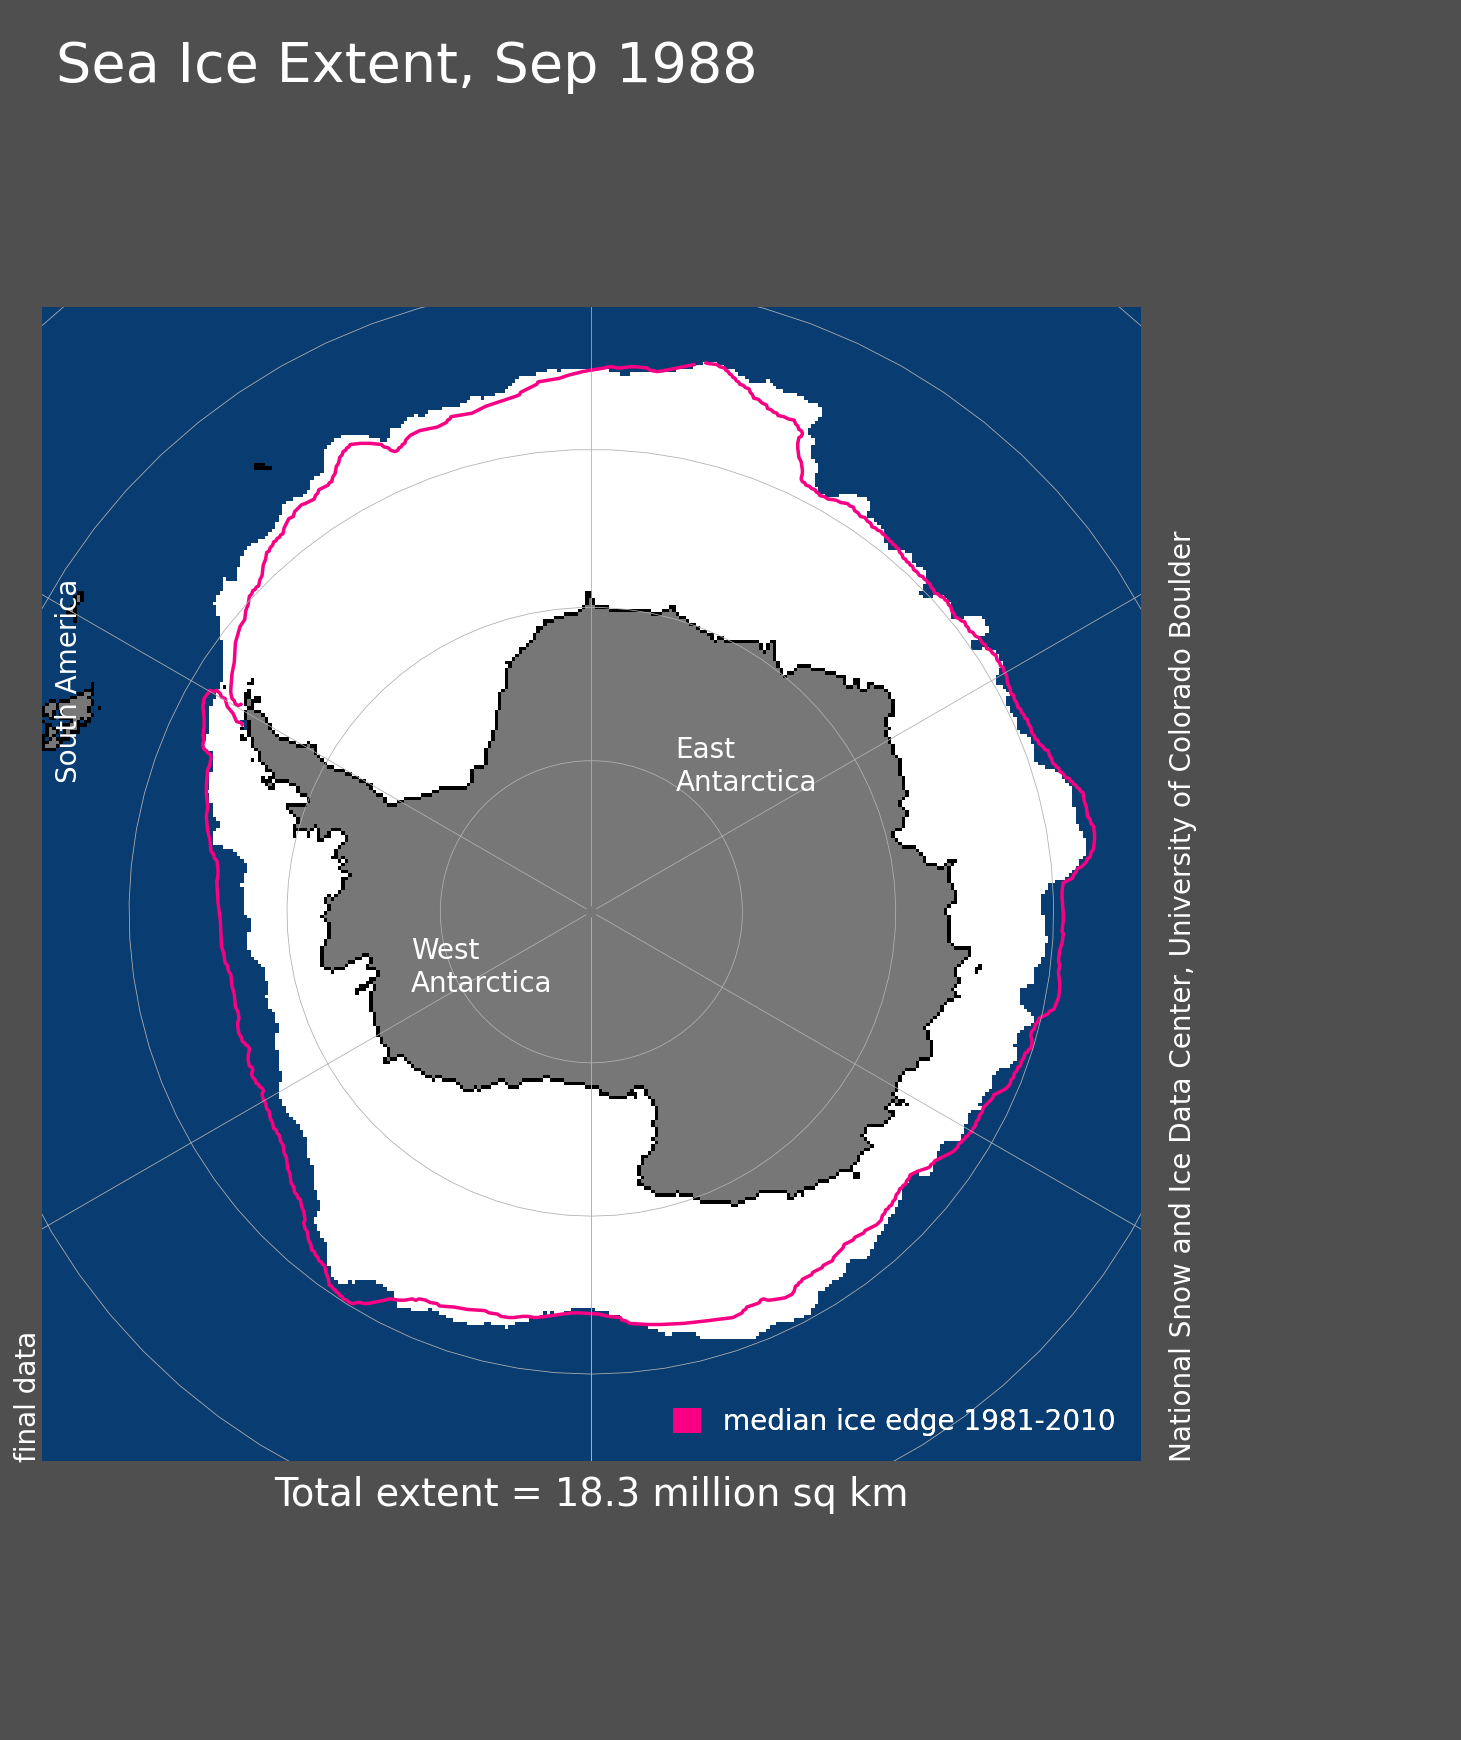 Sea Ice Extent, Sep 1988
South America
East
Antarctica
West
Antarctica
National Snow and Ice Data Center, University of Colorado Boulder
final data
median ice edge 1981-2010
Total extent = 18.3 million sq km